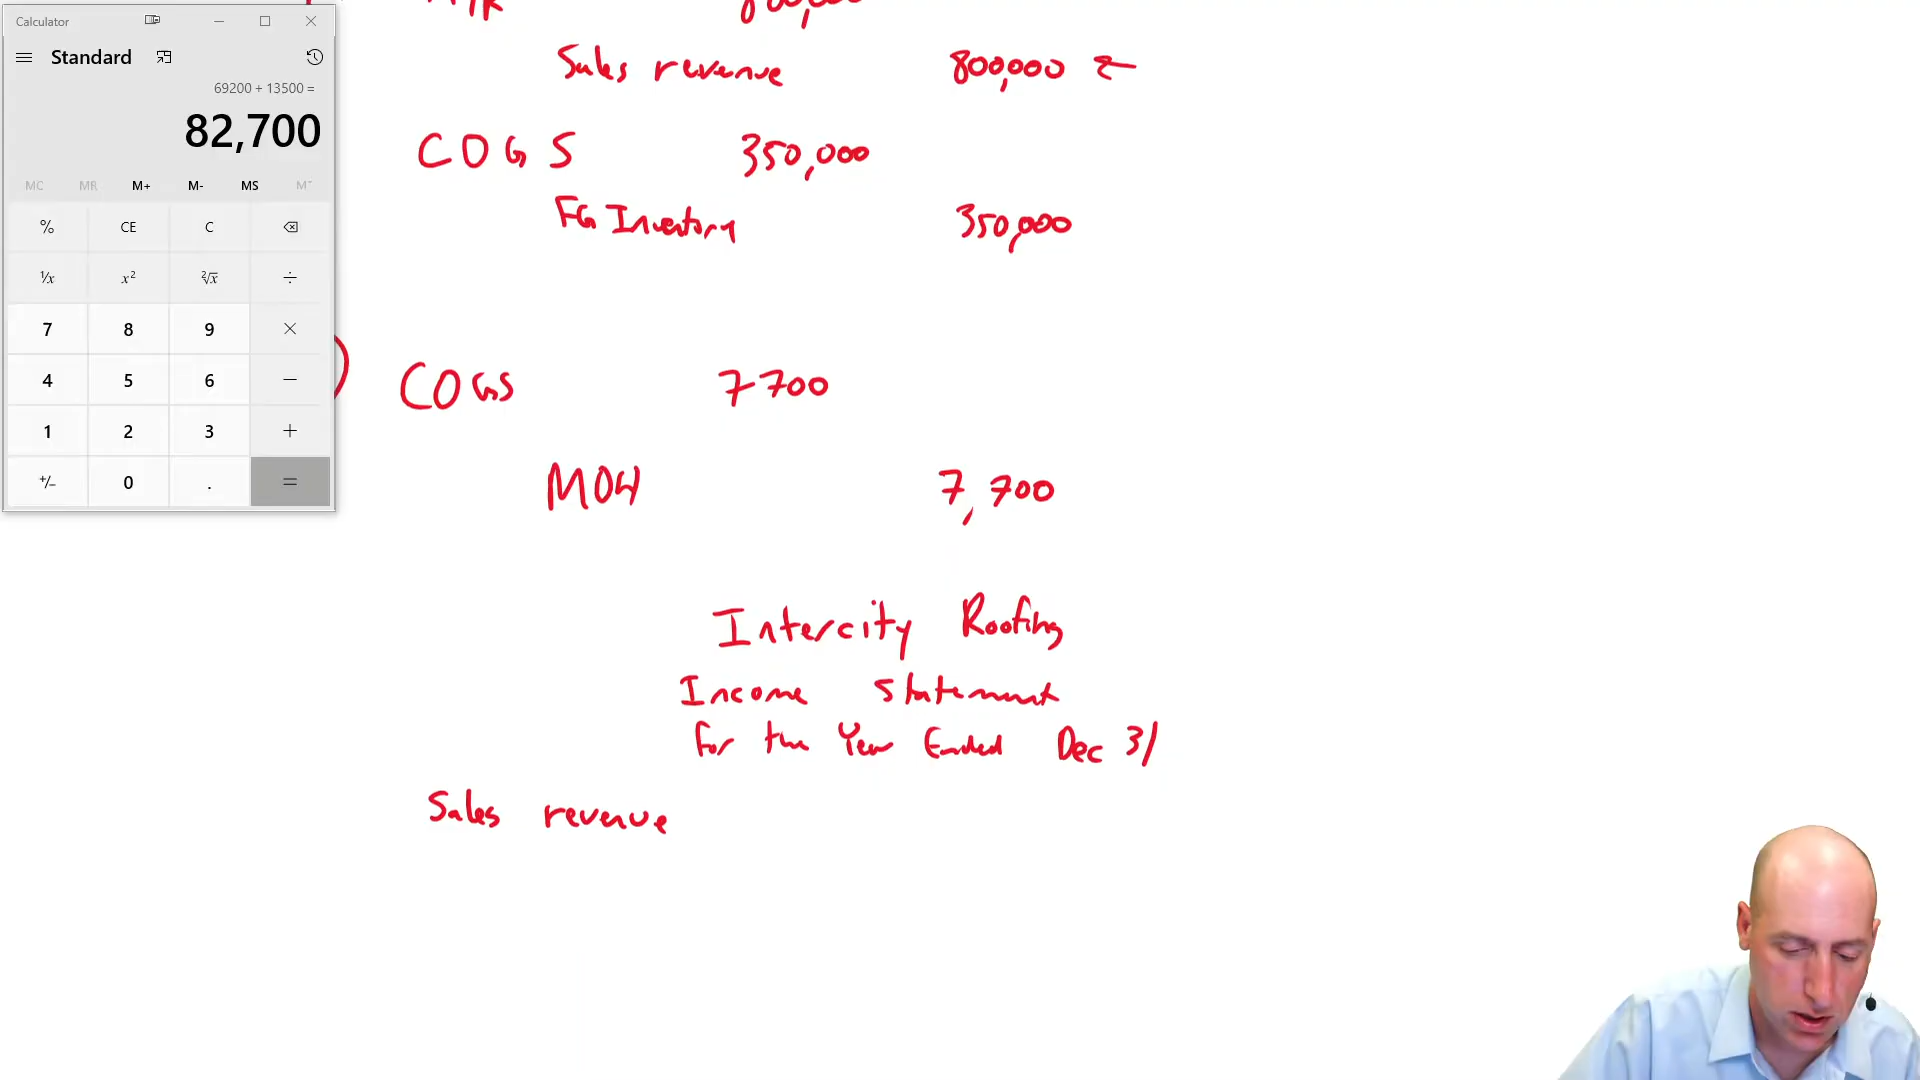 Calculator
Standard
69200 + 13500 =
82,700
MC MR M+ M- MS M˅
% CE C
¹/x x² ²√x ÷
7 8 9 ×
4 5 6 −
1 2 3 +
+/− 0 . =
Sales revenue 800,000 ←
COGS 350,000
FG Inventory 350,000
COGS 7700
MOH 7,700
Intercity Roofing
Income Statement
For the Year Ended Dec 31
Sales revenue